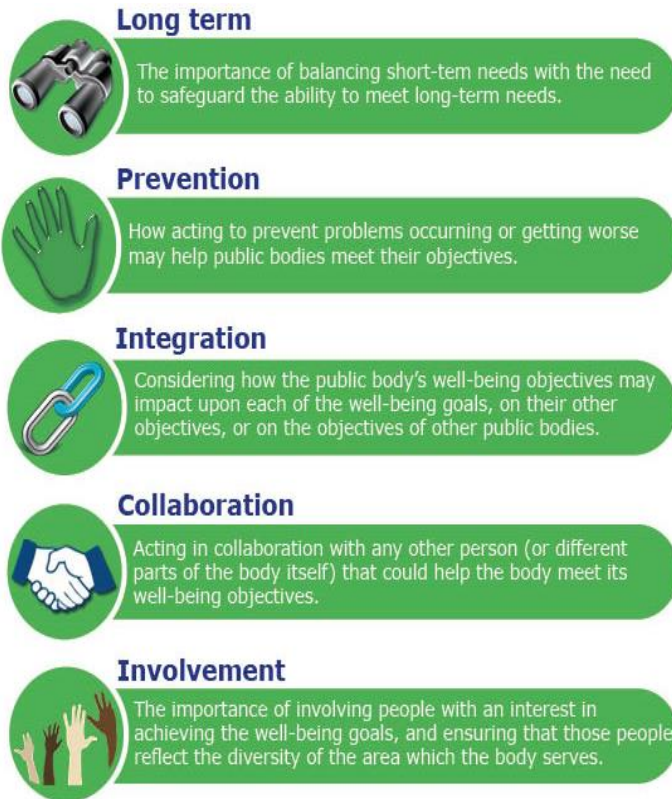 Long term
The importance of balancing short-tem needs with the need
to safeguard the ability to meet long-term needs.
Prevention
How acting to prevent problems occurring or getting worse
may help public bodies meet their objectives.
Integration
Considering how the public body's well-being objectives may
impact upon each of the well-being goals, on their other
objectives, or on the objectives of other public bodies.
Collaboration
Acting in collaboration with any other person (or different
parts of the body itself) that could help the body meet its
well-being objectives.
Involvement
The importance of involving people with an interest in
achieving the well-being goals, and ensuring that those people
reflect the diversity of the area which the body serves.